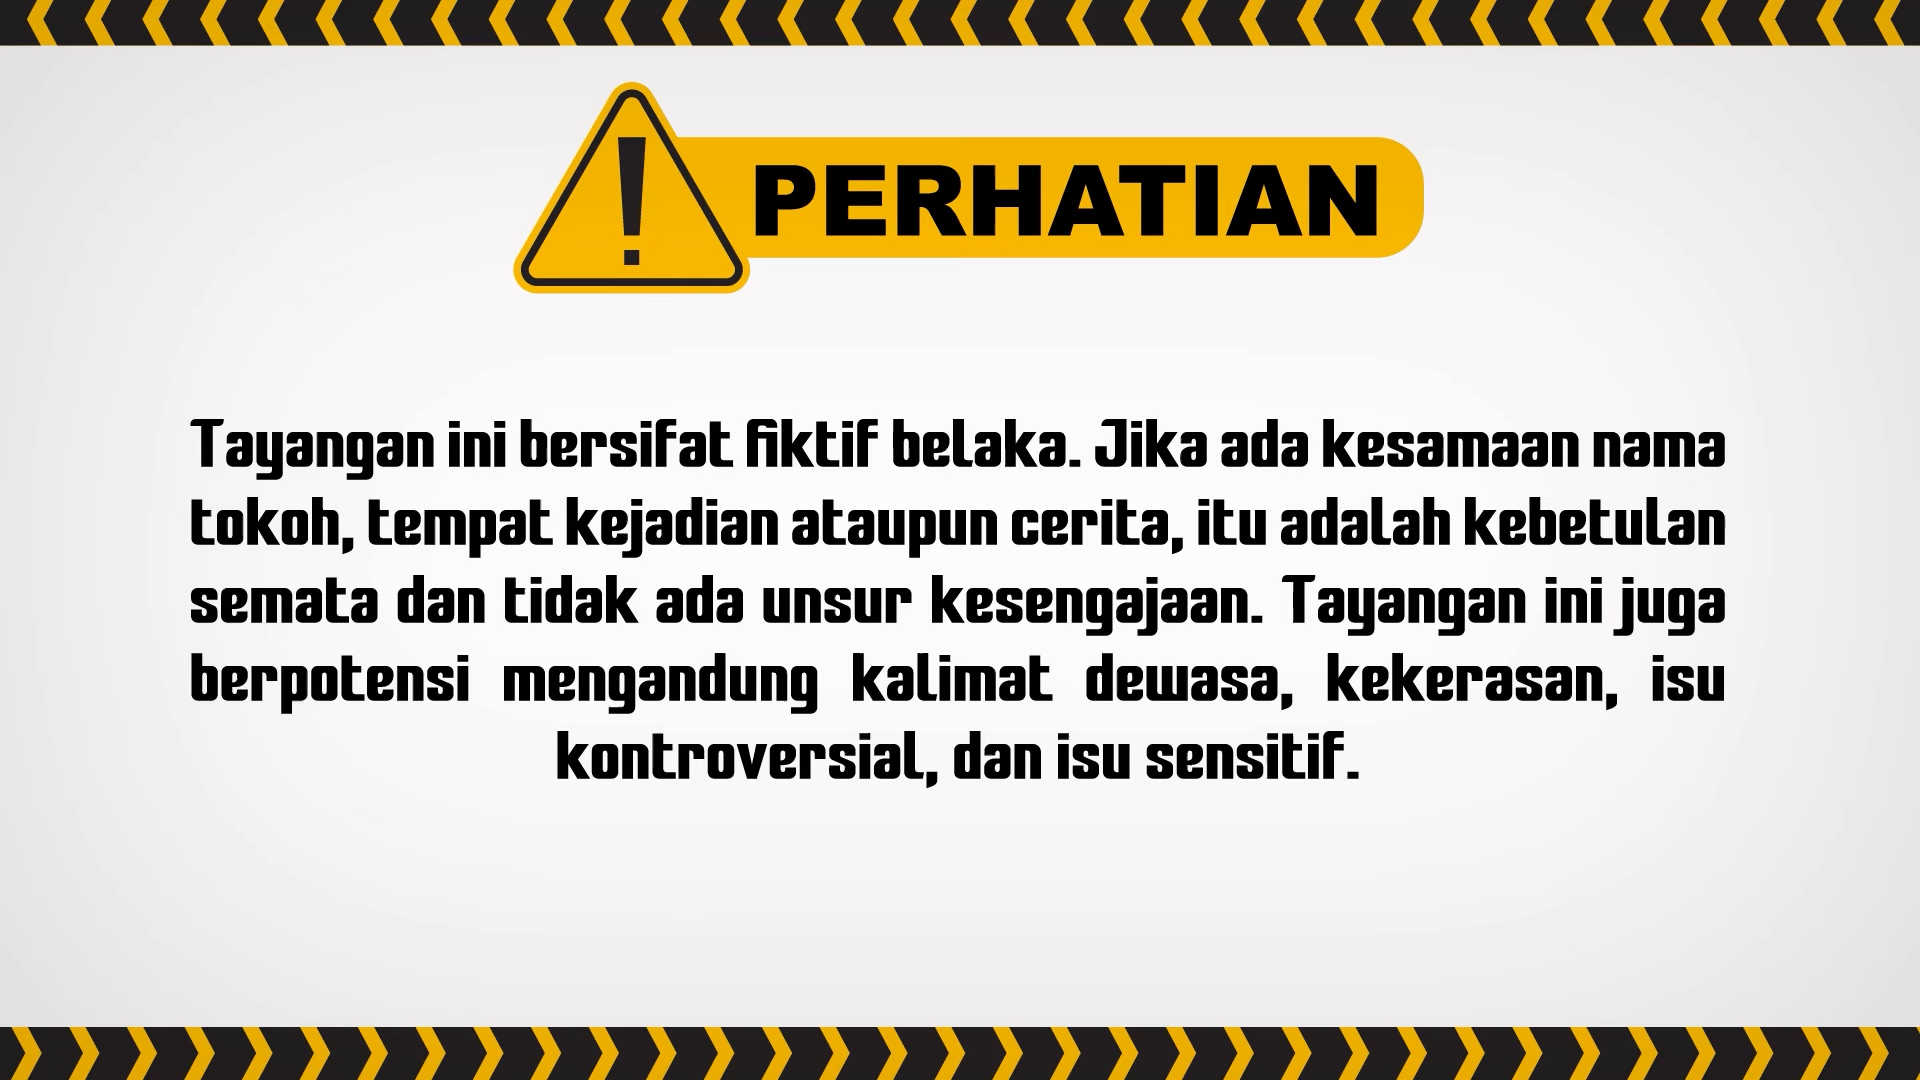 !
PERHATIAN
Tayangan ini bersifat fiktif belaka. Jika ada kesamaan nama
tokoh, tempat kejadian ataupun cerita, itu adalah kebetulan
semata dan tidak ada unsur kesengajaan. Tayangan ini juga
berpotensi mengandung kalimat dewasa, kekerasan, isu
kontroversial, dan isu sensitif.